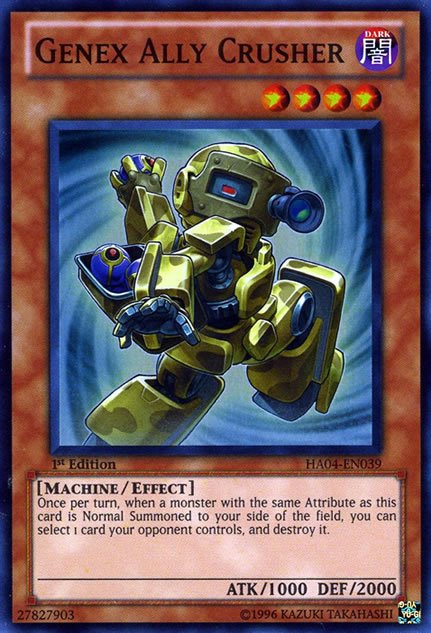 GENEX ALLY CRUSHER
DARK
闇
1st Edition
HA04-EN039
[MACHINE / EFFECT]
Once per turn, when a monster with the same Attribute as this
card is Normal Summoned to your side of the field, you can
select 1 card your opponent controls, and destroy it.
ATK/1000 DEF/2000
27827903
©1996 KAZUKI TAKAHASHI